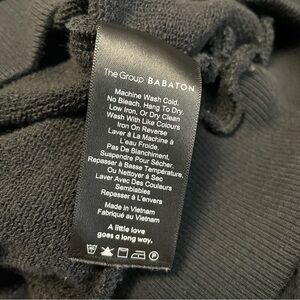 The Group BABATON
Machine Wash Cold.
No Bleach. Hang To Dry.
Low Iron. Or Dry Clean
Wash With Like Colours
Iron On Reverse
Laver À La Machine À
L'eau Froide.
Pas De Blanchiment.
Suspendre Pour Sécher.
Repasser À Basse Température.
Ou Nettoyer à Sec
Laver Avec Des Couleurs
Semblables
Repasser à L'envers
Made in Vietnam
Fabriqué au Vietnam
A little love
goes a long way.